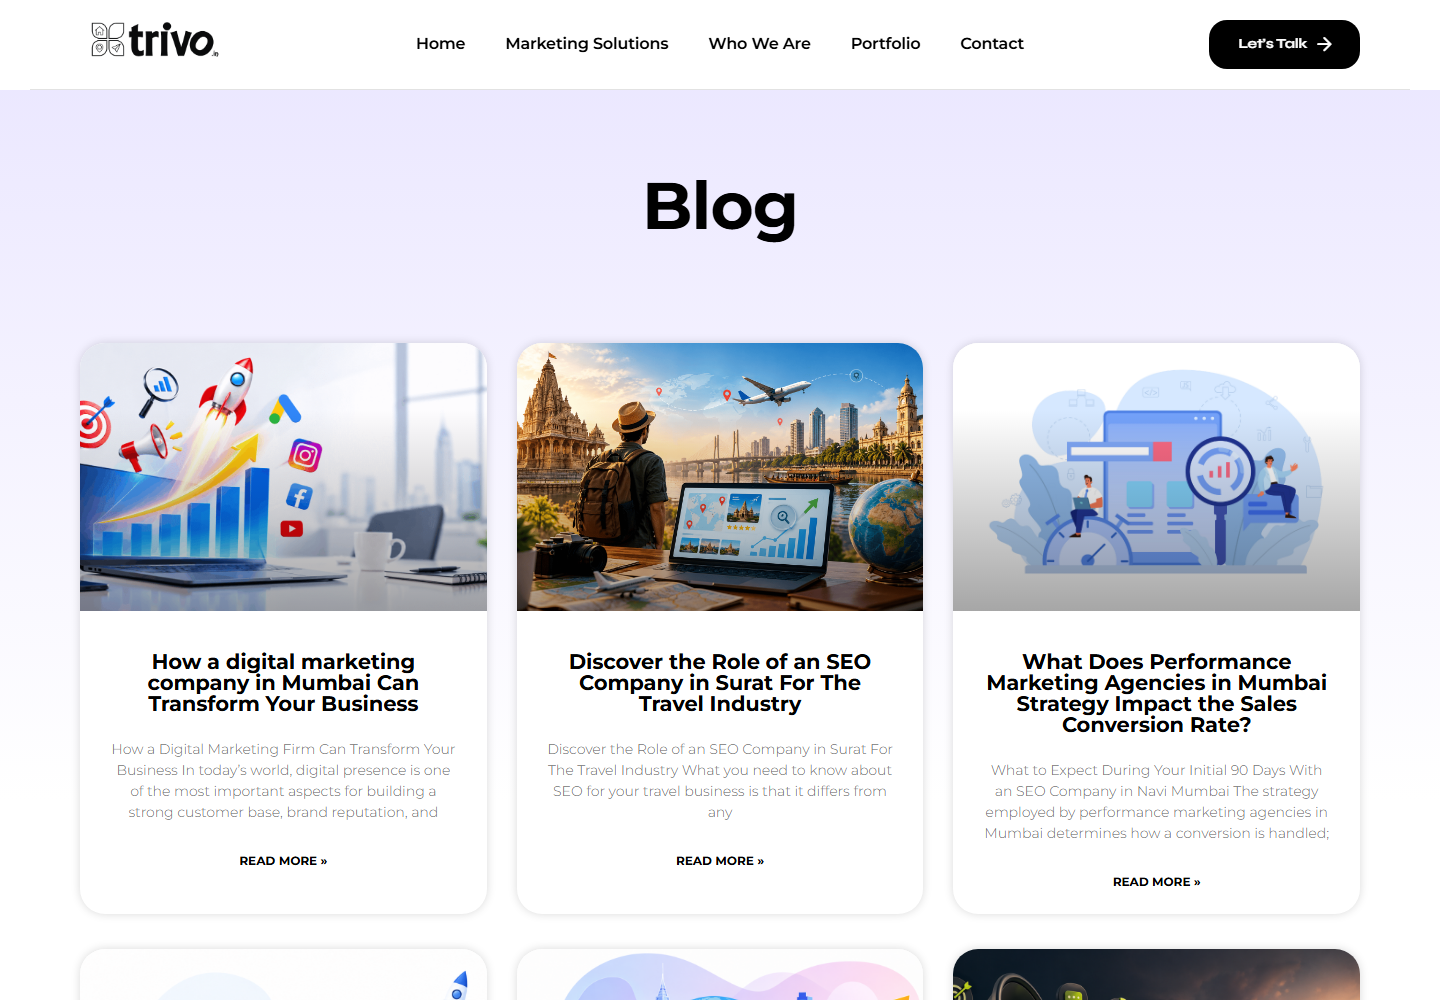 trivo.in
Home
Marketing Solutions
Who We Are
Portfolio
Contact
Let's Talk
Blog
How a digital marketing
company in Mumbai Can
Transform Your Business
How a Digital Marketing Firm Can Transform Your
Business In today’s world, digital presence is one
of the most important aspects for building a
strong customer base, brand reputation, and
READ MORE »
Discover the Role of an SEO
Company in Surat For The
Travel Industry
Discover the Role of an SEO Company in Surat For
The Travel Industry What you need to know about
SEO for your travel business is that it differs from
any
READ MORE »
What Does Performance
Marketing Agencies in Mumbai
Strategy Impact the Sales
Conversion Rate?
What to Expect During Your Initial 90 Days With
an SEO Company in Navi Mumbai The strategy
employed by performance marketing agencies in
Mumbai determines how a conversion is handled;
READ MORE »